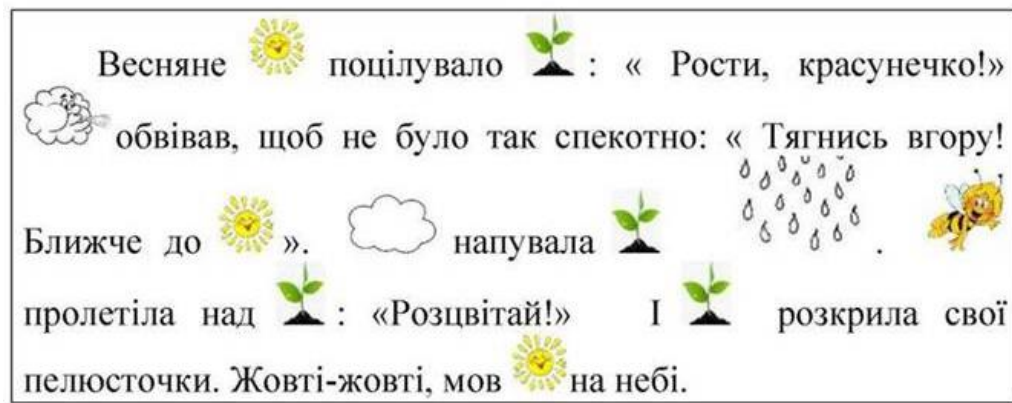 Весняне поцілувало : « Рости, красунечко!»
обвівав, щоб не було так спекотно: « Тягнись вгору!
Ближче до ». напувала .
пролетіла над : «Розцвітай!» І розкрила свої
пелюсточки. Жовті-жовті, мов на небі.